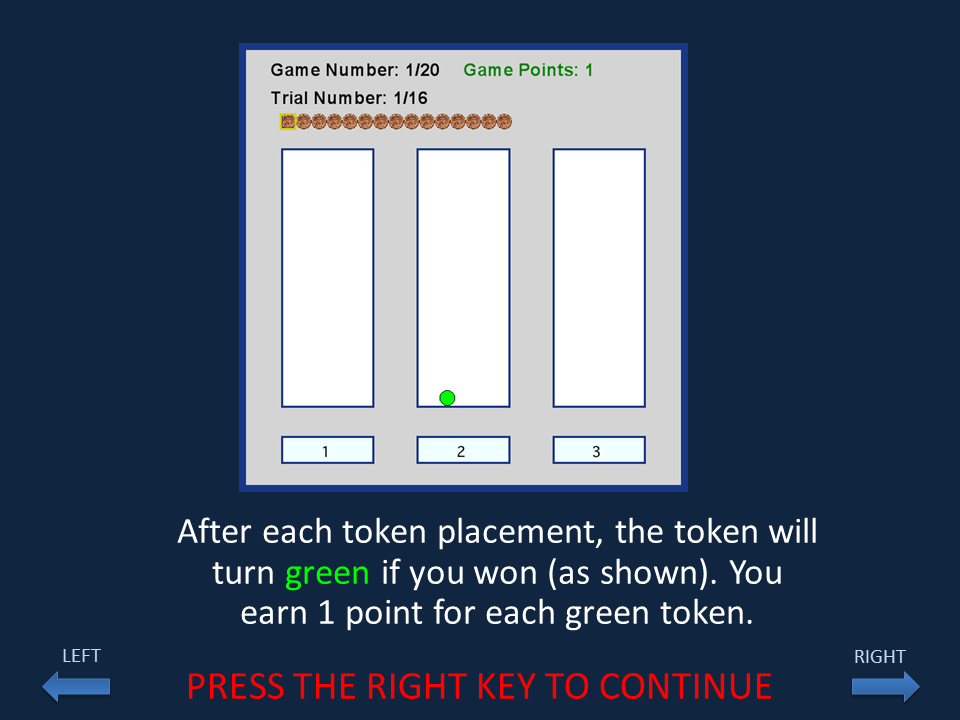 Game Number: 1/20 Game Points: 1
Trial Number: 1/16
1 2 3
After each token placement, the token will
turn green if you won (as shown). You
earn 1 point for each green token.
LEFT RIGHT
PRESS THE RIGHT KEY TO CONTINUE